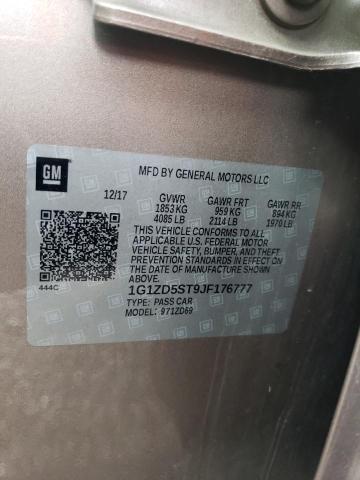 GM
MFD BY GENERAL MOTORS LLC
12/17 GVWR GAWR FRT GAWR RR
1853 KG 959 KG 894 KG
4085 LB 2114 LB 1970 LB
THIS VEHICLE CONFORMS TO ALL
APPLICABLE U.S. FEDERAL MOTOR
VEHICLE SAFETY, BUMPER, AND THEFT
PREVENTION STANDARDS IN EFFECT ON
THE DATE OF MANUFACTURE SHOWN
ABOVE.
444C
1G1ZD5ST9JF176777
TYPE: PASS CAR
MODEL: 971ZD69